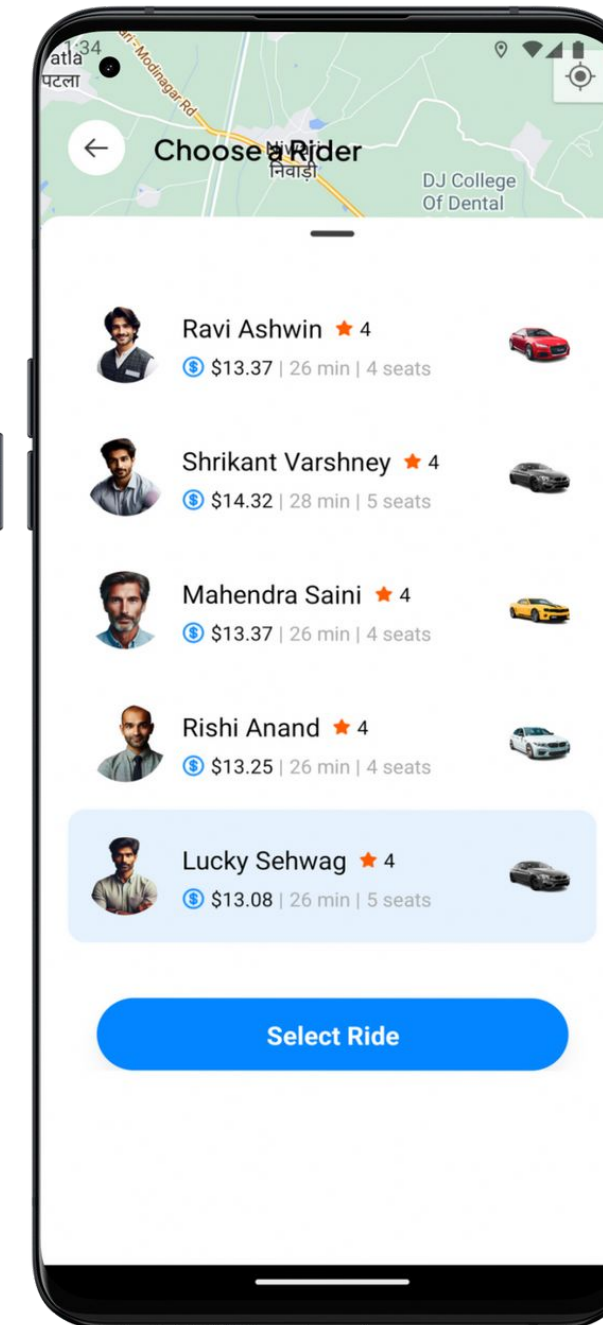 1:34
atla
पटला
ari-Modinagar Rd
Choose a Rider
Niwari
निवाड़ी
DJ College
Of Dental
Ravi Ashwin 4
$ $13.37 | 26 min | 4 seats
Shrikant Varshney 4
$ $14.32 | 28 min | 5 seats
Mahendra Saini 4
$ $13.37 | 26 min | 4 seats
Rishi Anand 4
$ $13.25 | 26 min | 4 seats
Lucky Sehwag 4
$ $13.08 | 26 min | 5 seats
Select Ride